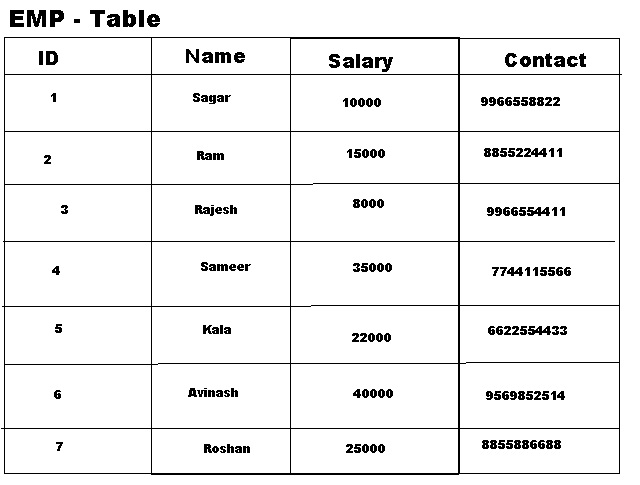 EMP - Table
ID Name Salary Contact
1 Sagar 10000 9966558822
2 Ram 15000 8855224411
3 Rajesh 8000 9966554411
4 Sameer 35000 7744115566
5 Kala 22000 6622554433
6 Avinash 40000 9569852514
7 Roshan 25000 8855886688